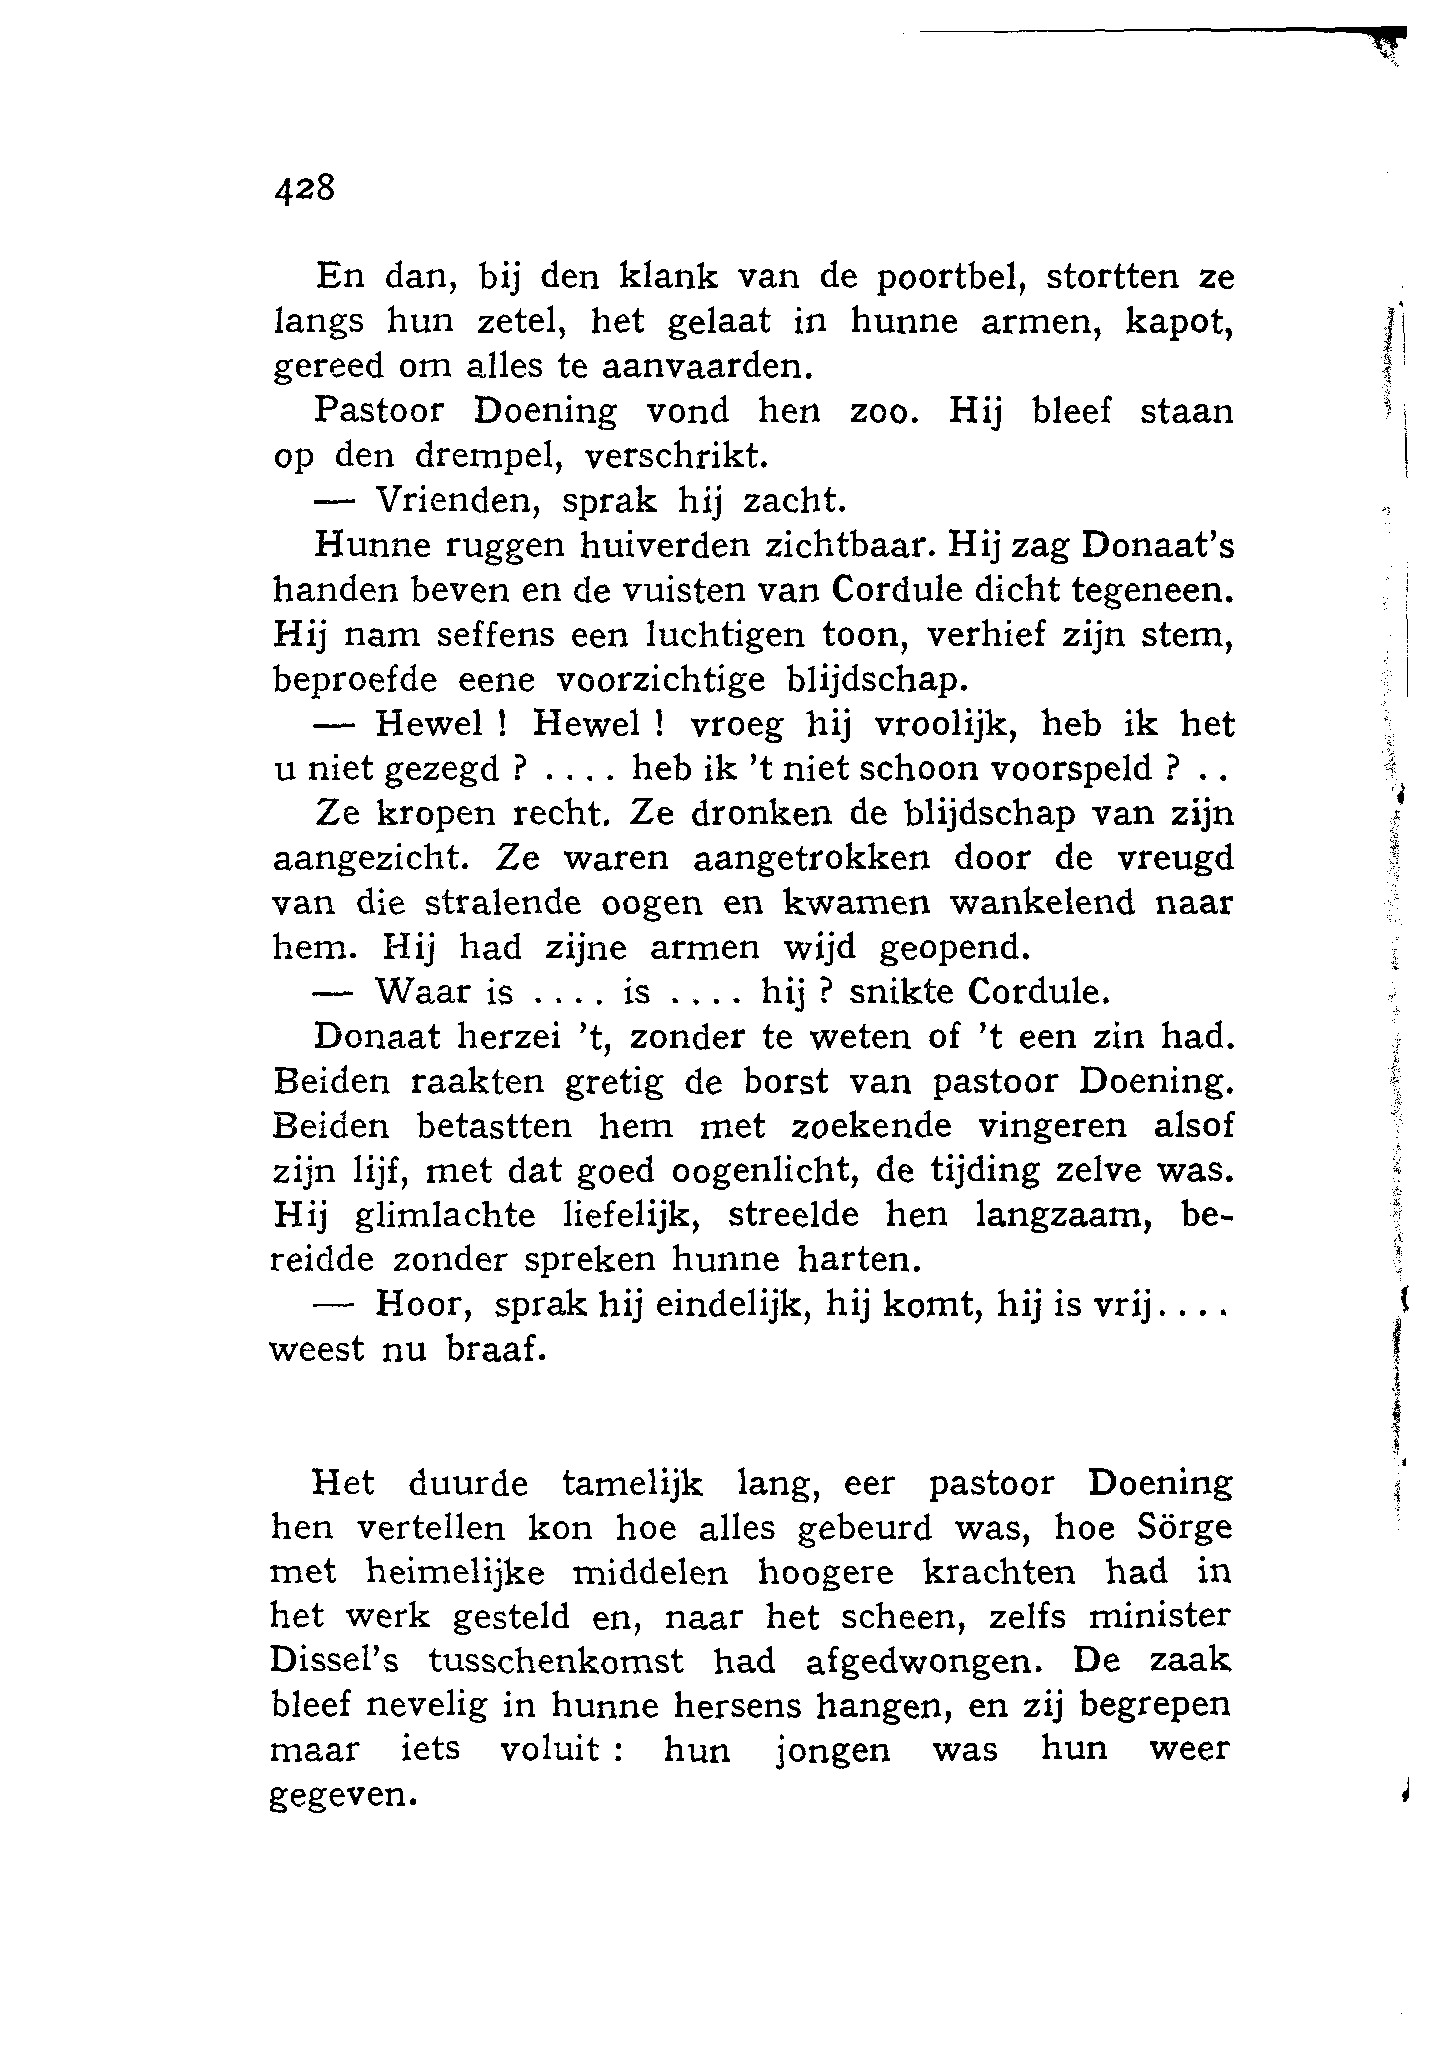 428
En dan, bij den klank van de poortbel, stortten ze
langs hun zetel, het gelaat in hunne armen, kapot,
gereed om alles te aanvaarden.
Pastoor Doening vond hen zoo. Hij bleef staan
op den drempel, verschrikt.
— Vrienden, sprak hij zacht.
Hunne ruggen huiverden zichtbaar. Hij zag Donaat's
handen beven en de vuisten van Cordule dicht tegeneen.
Hij nam seffens een luchtigen toon, verhief zijn stem,
beproefde eene voorzichtige blijdschap.
— Hewel ! Hewel ! vroeg hij vroolijk, heb ik het
u niet gezegd ? .... heb ik 't niet schoon voorspeld ? ..
Ze kropen recht. Ze dronken de blijdschap van zijn
aangezicht. Ze waren aangetrokken door de vreugd
van die stralende oogen en kwamen wankelend naar
hem. Hij had zijne armen wijd geopend.
— Waar is .... is .... hij ? snikte Cordule.
Donaat herzei 't, zonder te weten of 't een zin had.
Beiden raakten gretig de borst van pastoor Doening.
Beiden betastten hem met zoekende vingeren alsof
zijn lijf, met dat goed oogenlicht, de tijding zelve was.
Hij glimlachte liefelijk, streelde hen langzaam, be-
reidde zonder spreken hunne harten.
— Hoor, sprak hij eindelijk, hij komt, hij is vrij....
weest nu braaf.
Het duurde tamelijk lang, eer pastoor Doening
hen vertellen kon hoe alles gebeurd was, hoe Sörge
met heimelijke middelen hoogere krachten had in
het werk gesteld en, naar het scheen, zelfs minister
Dissel's tusschenkomst had afgedwongen. De zaak
bleef nevelig in hunne hersens hangen, en zij begrepen
maar iets voluit : hun jongen was hun weer
gegeven.